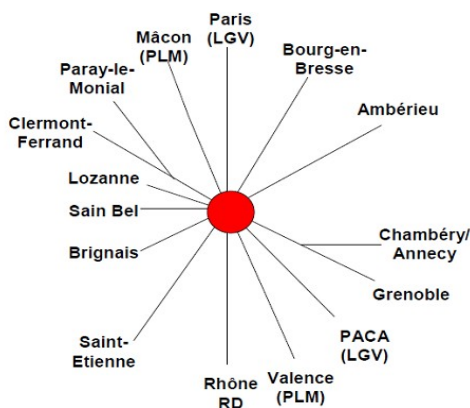 Paris
(LGV)
Mâcon
(PLM)
Bourg-en-
Bresse
Paray-le-
Monial
Ambérieu
Clermont-
Ferrand
Lozanne
Sain Bel
Brignais
Chambéry/
Annecy
Grenoble
PACA
(LGV)
Saint-
Etienne
Rhône
RD
Valence
(PLM)